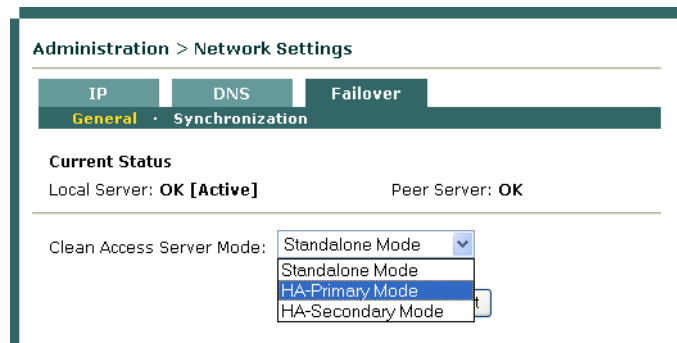 Administration > Network Settings
IP DNS Failover
General · Synchronization
Current Status
Local Server: OK [Active] Peer Server: OK
Clean Access Server Mode: Standalone Mode
Standalone Mode
HA-Primary Mode
HA-Secondary Mode